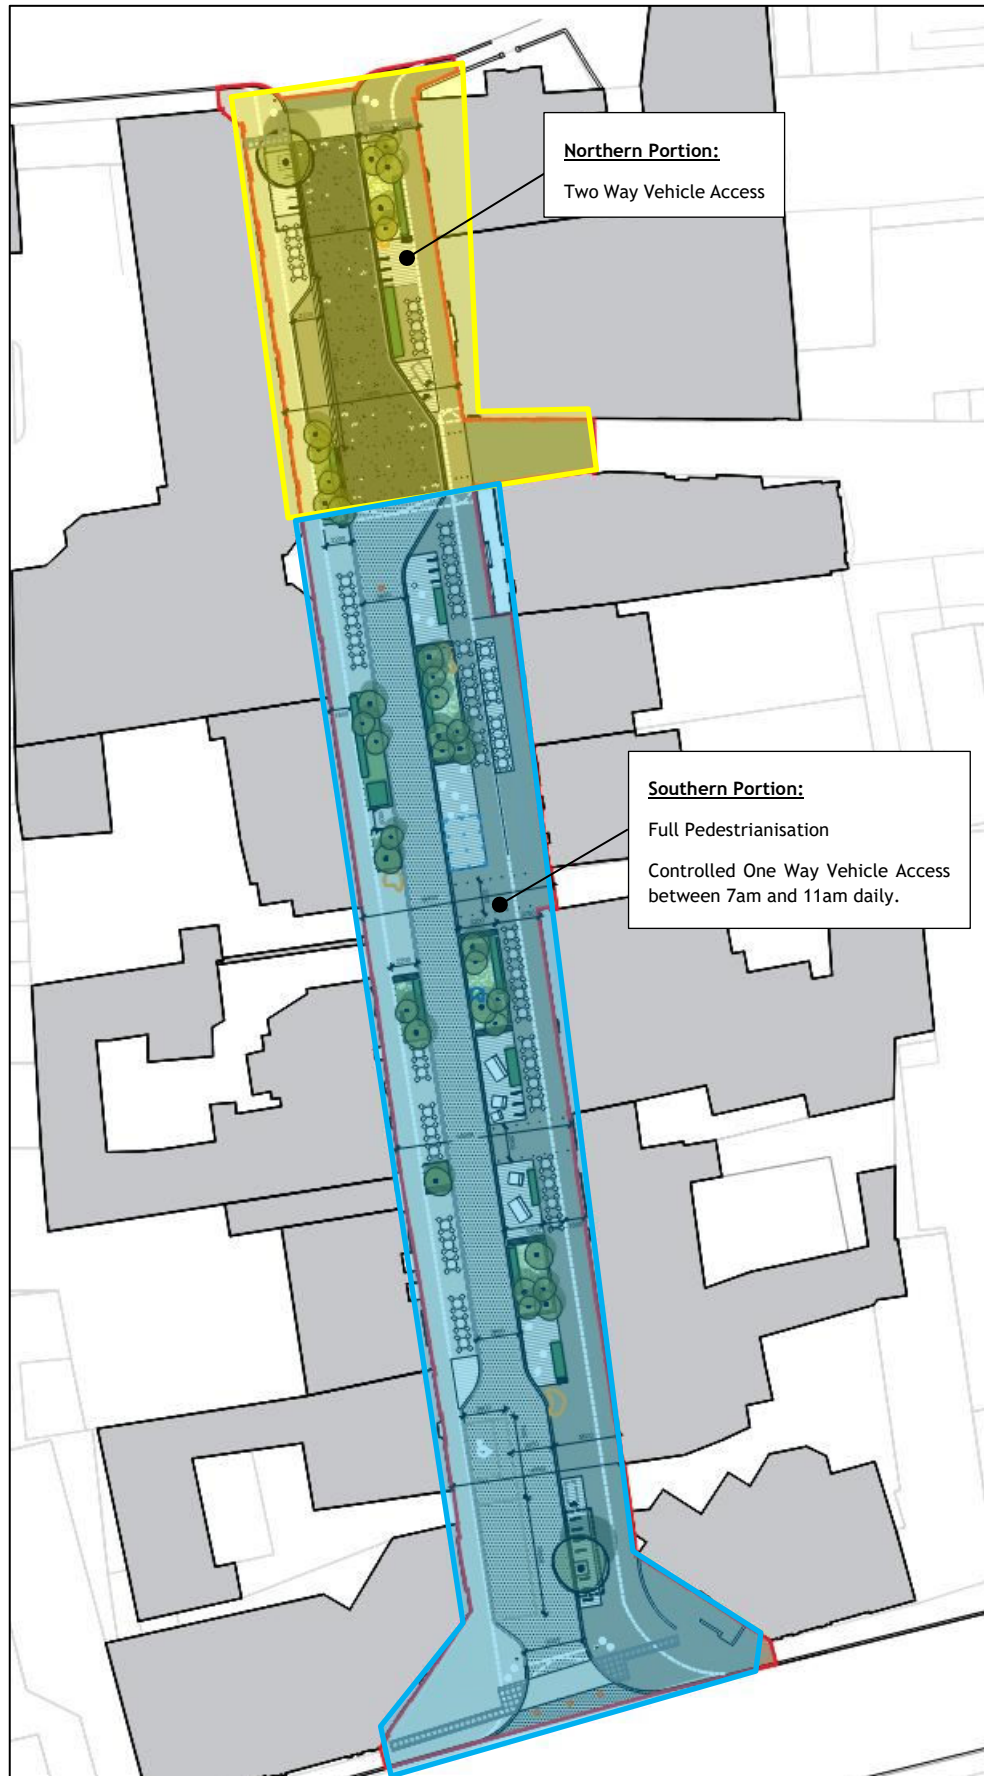 Northern Portion:
Two Way Vehicle Access
Southern Portion:
Full Pedestrianisation
Controlled One Way Vehicle Access
between 7am and 11am daily.